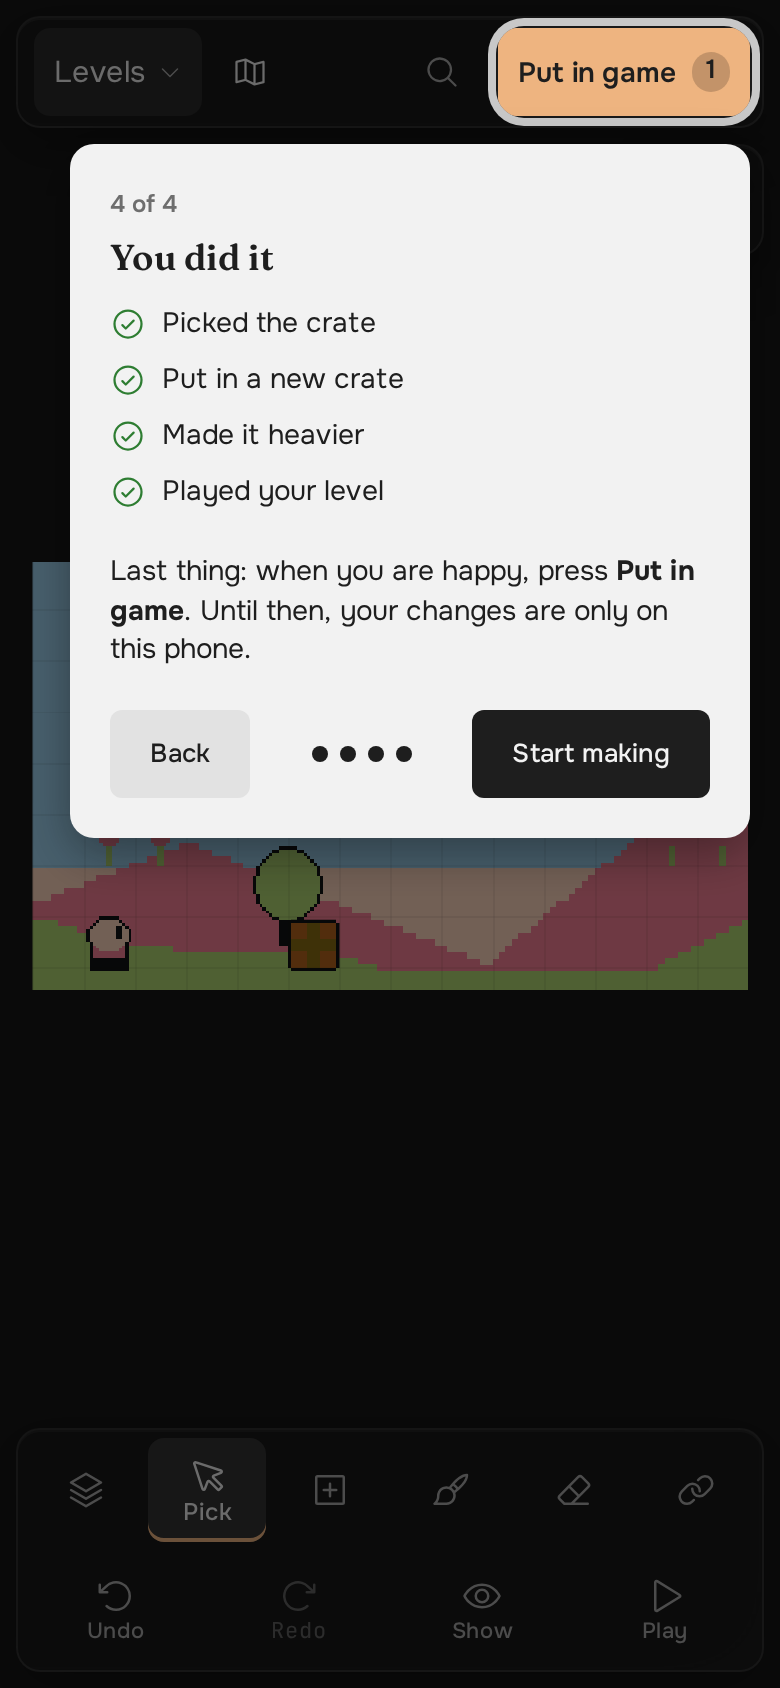 Levels
Put in game 1
4 of 4
You did it
Picked the crate
Put in a new crate
Made it heavier
Played your level
Last thing: when you are happy, press Put in
game. Until then, your changes are only on
this phone.
Back
Start making
Pick
Undo
Redo
Show
Play